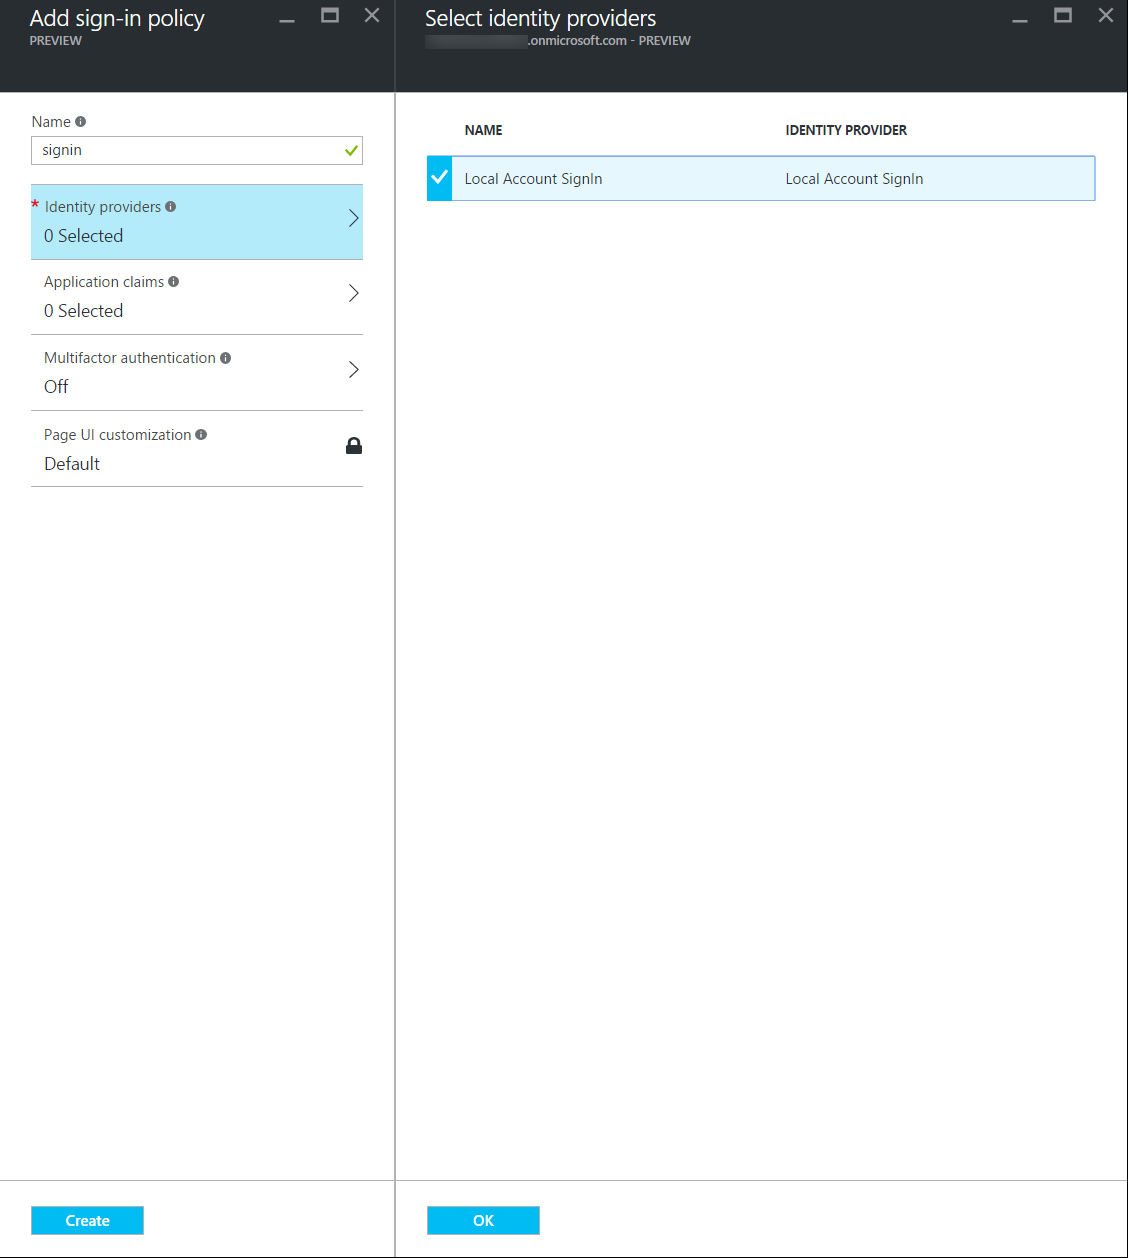 Add sign-in policy
PREVIEW
Name
signin
* Identity providers
0 Selected
Application claims
0 Selected
Multifactor authentication
Off
Page UI customization
Default
Create
Select identity providers
.onmicrosoft.com - PREVIEW
NAME IDENTITY PROVIDER
Local Account SignIn Local Account SignIn
OK